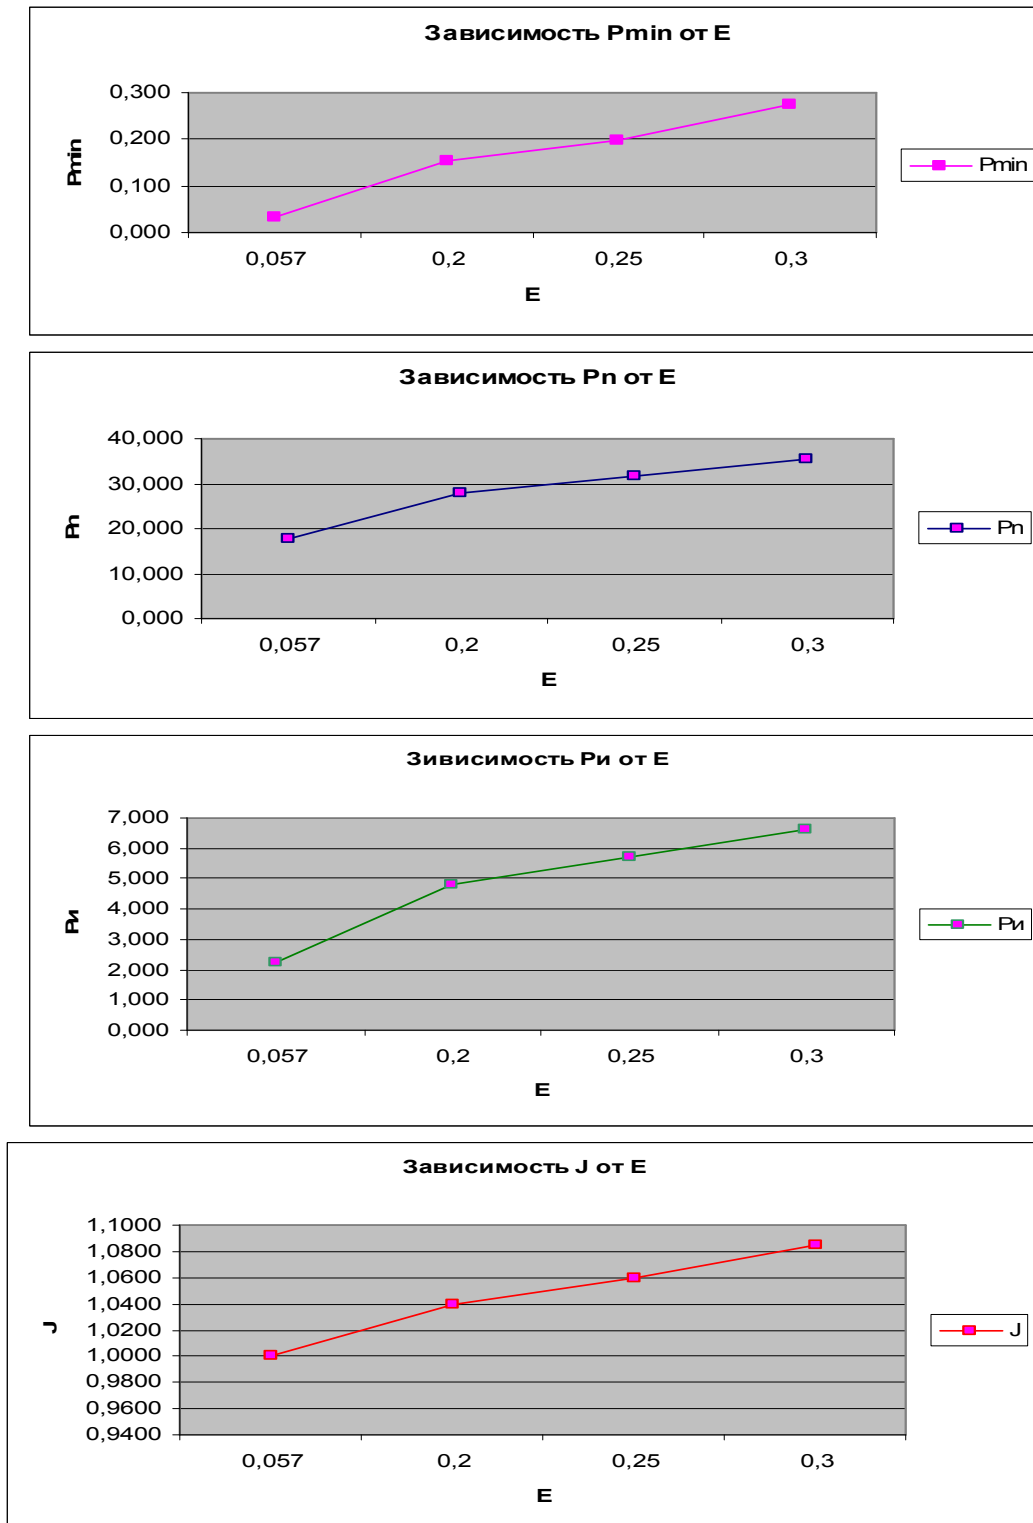 Зависимость Pmin от E
0,300
0,200
0,100
0,000
Pmin
Pmin
0,057 0,2 0,25 0,3
E
Зависимость Pn от E
40,000
30,000
20,000
10,000
0,000
Pn
Pn
0,057 0,2 0,25 0,3
E
Зивисимость Ри от Е
7,000
6,000
5,000
4,000
3,000
2,000
1,000
0,000
Ри
Ри
0,057 0,2 0,25 0,3
E
Зависимость J от E
1,1000
1,0800
1,0600
1,0400
1,0200
1,0000
0,9800
0,9600
0,9400
J
J
0,057 0,2 0,25 0,3
E